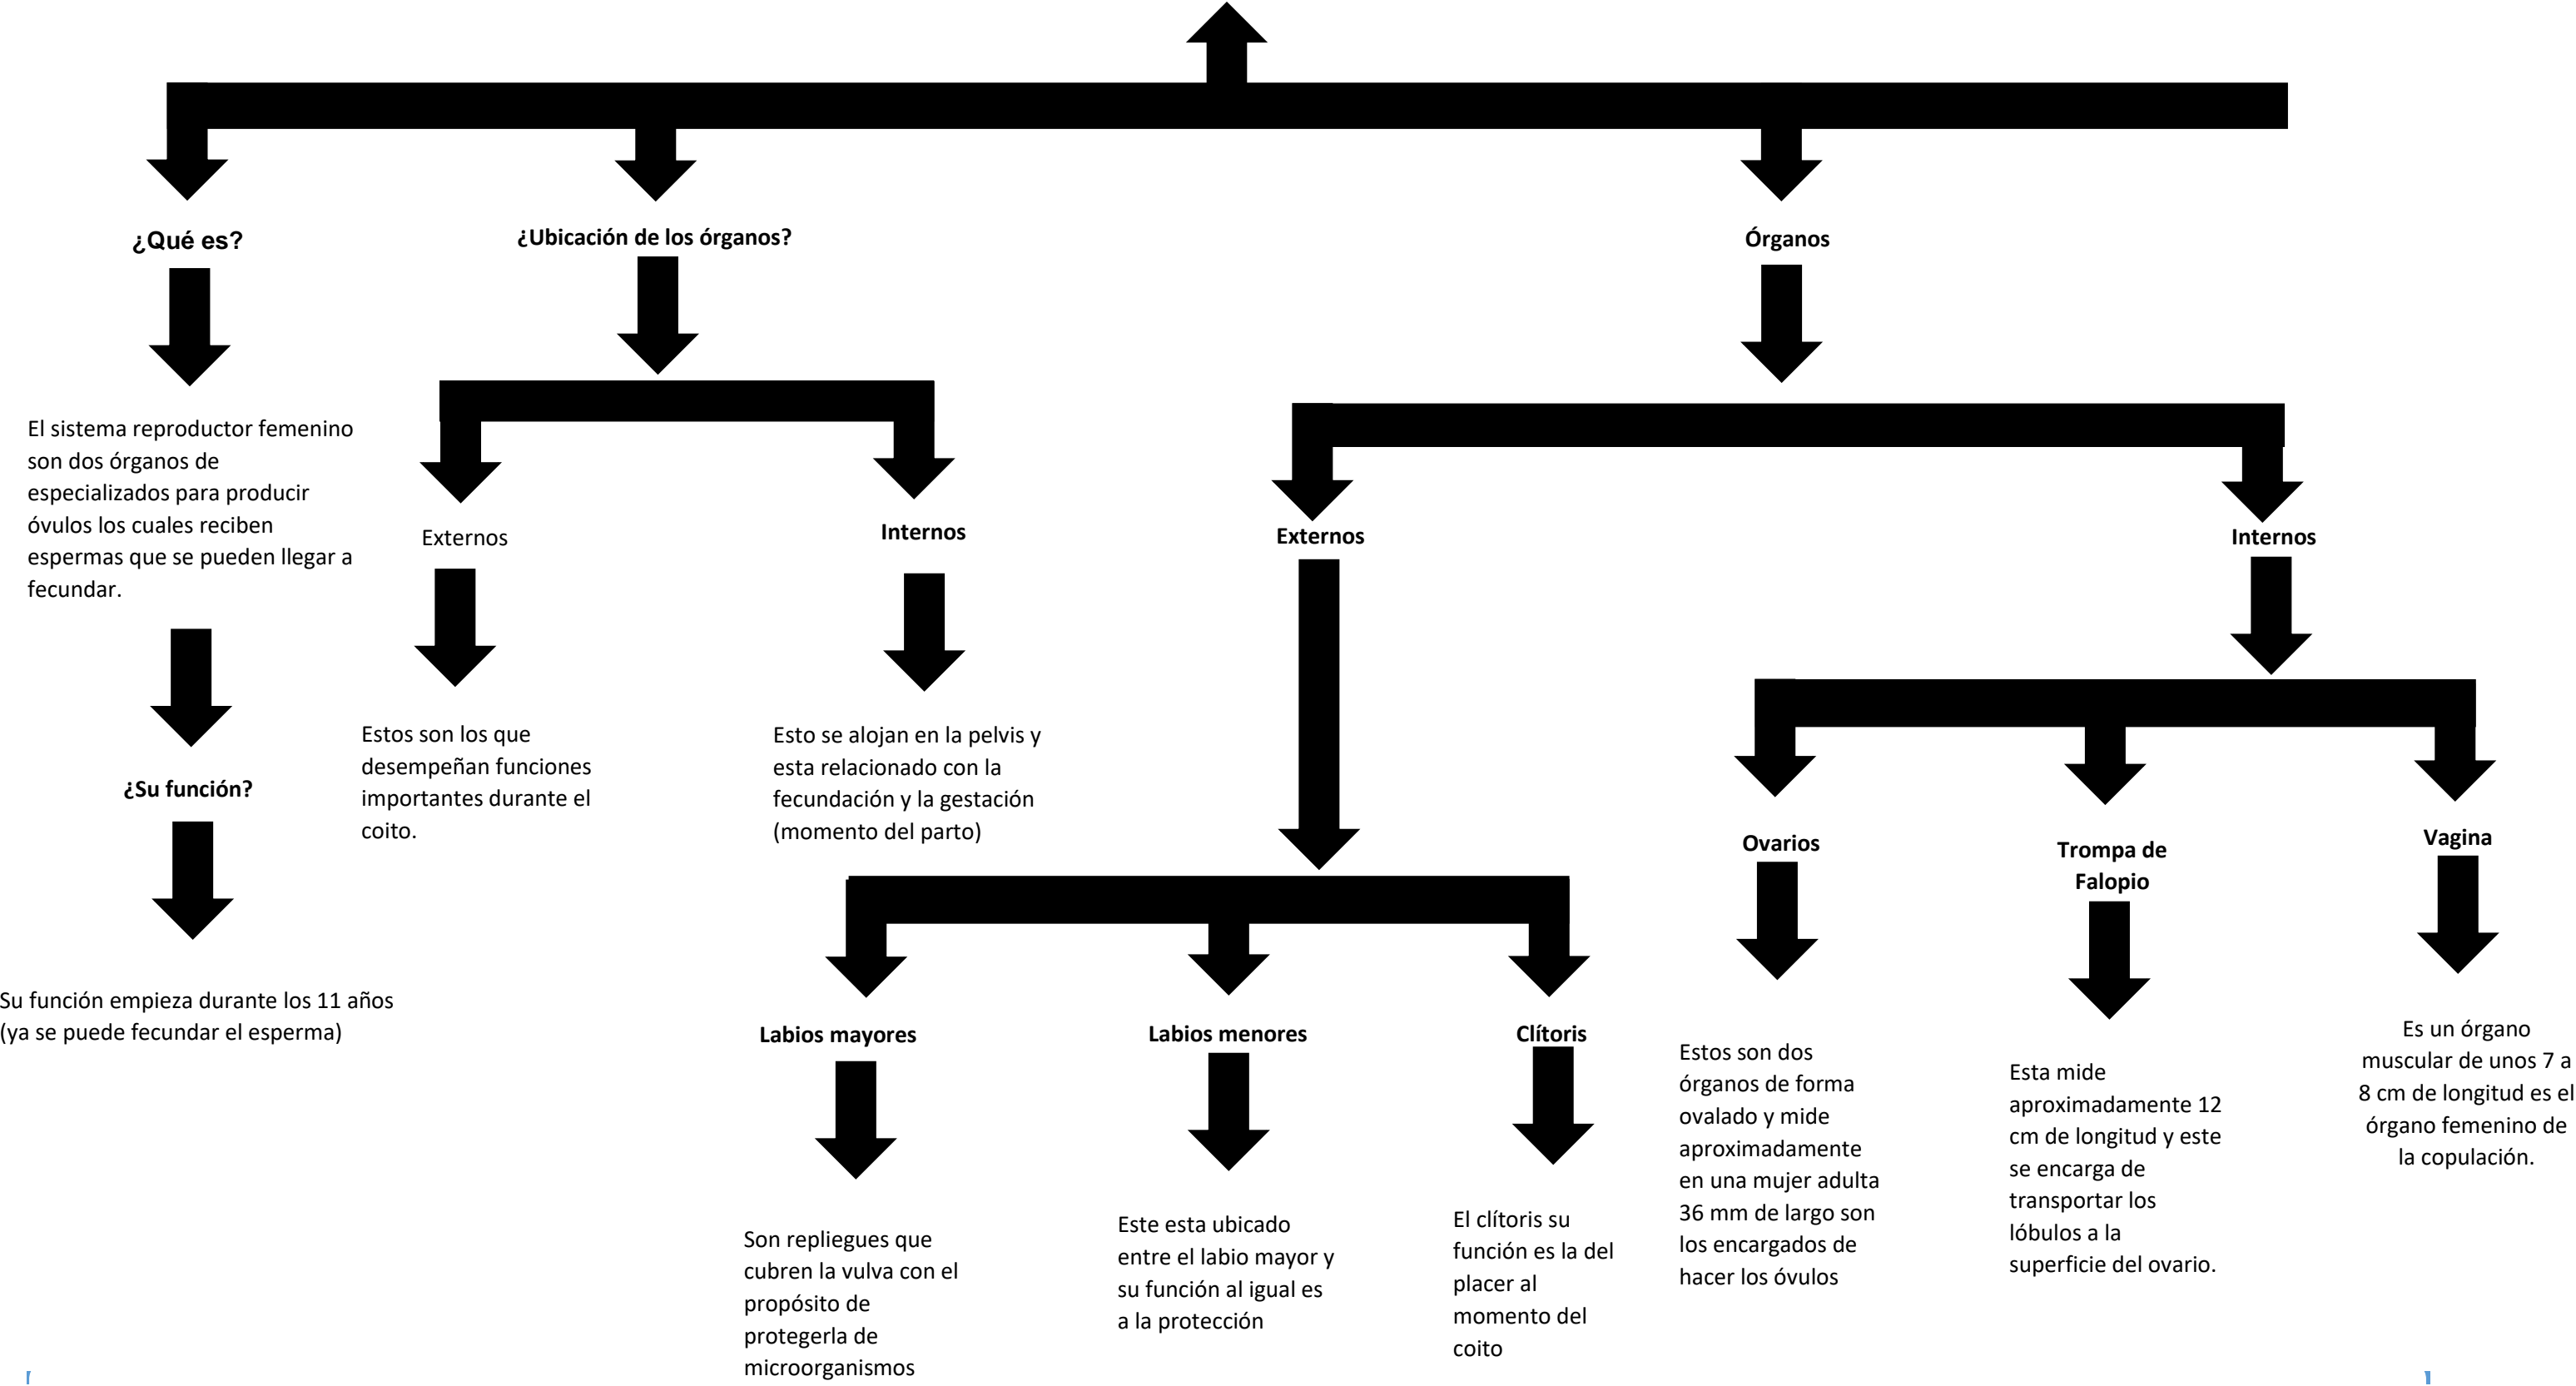 ¿Qué es?
¿Ubicación de los órganos?
Órganos
El sistema reproductor femenino
son dos órganos de
especializados para producir
óvulos los cuales reciben
espermas que se pueden llegar a
fecundar.
¿Su función?
Su función empieza durante los 11 años
(ya se puede fecundar el esperma)
Externos
Estos son los que
desempeñan funciones
importantes durante el
coito.
Internos
Esto se alojan en la pelvis y
esta relacionado con la
fecundación y la gestación
(momento del parto)
Externos
Labios mayores
Son repliegues que
cubren la vulva con el
propósito de
protegerla de
microorganismos
Labios menores
Este esta ubicado
entre el labio mayor y
su función al igual es
a la protección
Clítoris
El clítoris su
función es la del
placer al
momento del
coito
Internos
Ovarios
Estos son dos
órganos de forma
ovalado y mide
aproximadamente
en una mujer adulta
36 mm de largo son
los encargados de
hacer los óvulos
Trompa de
Falopio
Esta mide
aproximadamente 12
cm de longitud y este
se encarga de
transportar los
lóbulos a la
superficie del ovario.
Vagina
Es un órgano
muscular de unos 7 a
8 cm de longitud es el
órgano femenino de
la copulación.